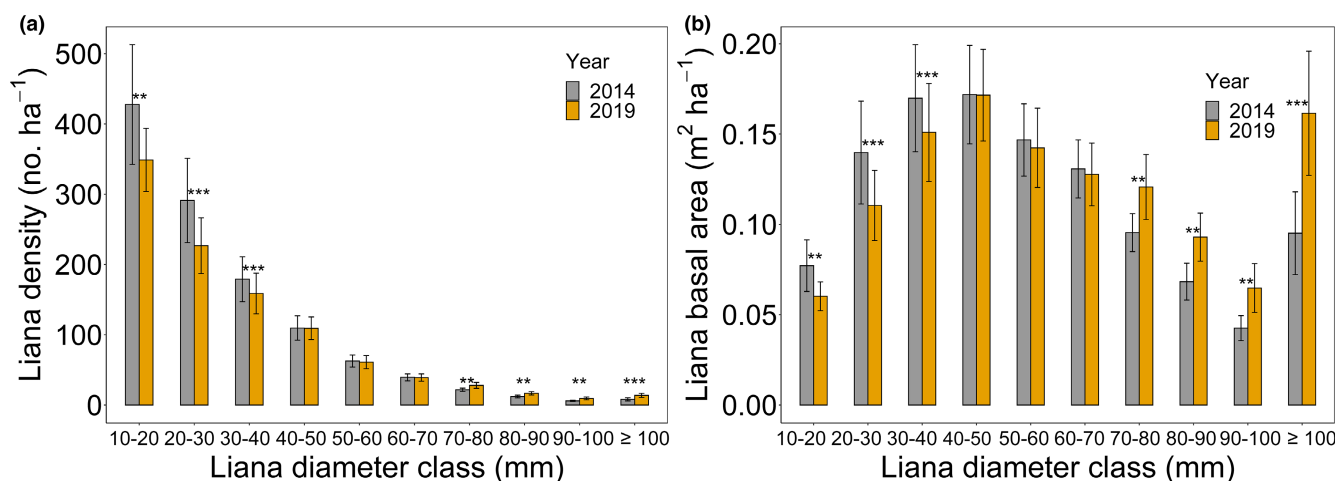 (a)
Liana density (no. ha−1)
500
400
300
200
100
0
Year
2014
2019
**
***
***
**
**
**
***
10-20 20-30 30-40 40-50 50-60 60-70 70-80 80-90 90-100 ≥ 100
Liana diameter class (mm)
(b)
Liana basal area (m2 ha−1)
0.20
0.15
0.10
0.05
0.00
Year
2014
2019
**
***
***
**
**
**
***
10-20 20-30 30-40 40-50 50-60 60-70 70-80 80-90 90-100 ≥ 100
Liana diameter class (mm)